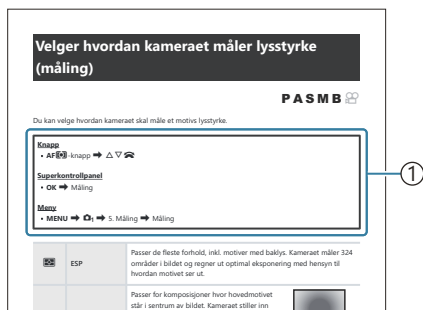 Velger hvordan kameraet måler lysstyrke
(måling)
PASMB
Du kan velge hvordan kameraet skal måle et motivs lysstyrke.
Knapp
• AF[•]-knapp ➡ △ ▽
1
Superkontrollpanel
• OK ➡ Måling
Meny
• MENU ➡ 1 ➡ 5. Måling ➡ Måling
ESP
Passer de fleste forhold, inkl. motiver med baklys. Kameraet måler 324
områder i bildet og regner ut optimal eksponering med hensyn til
hvordan motivet ser ut.
Passer for komposisjoner hvor hovedmotivet
står i sentrum av bildet. Kameraet stiller inn